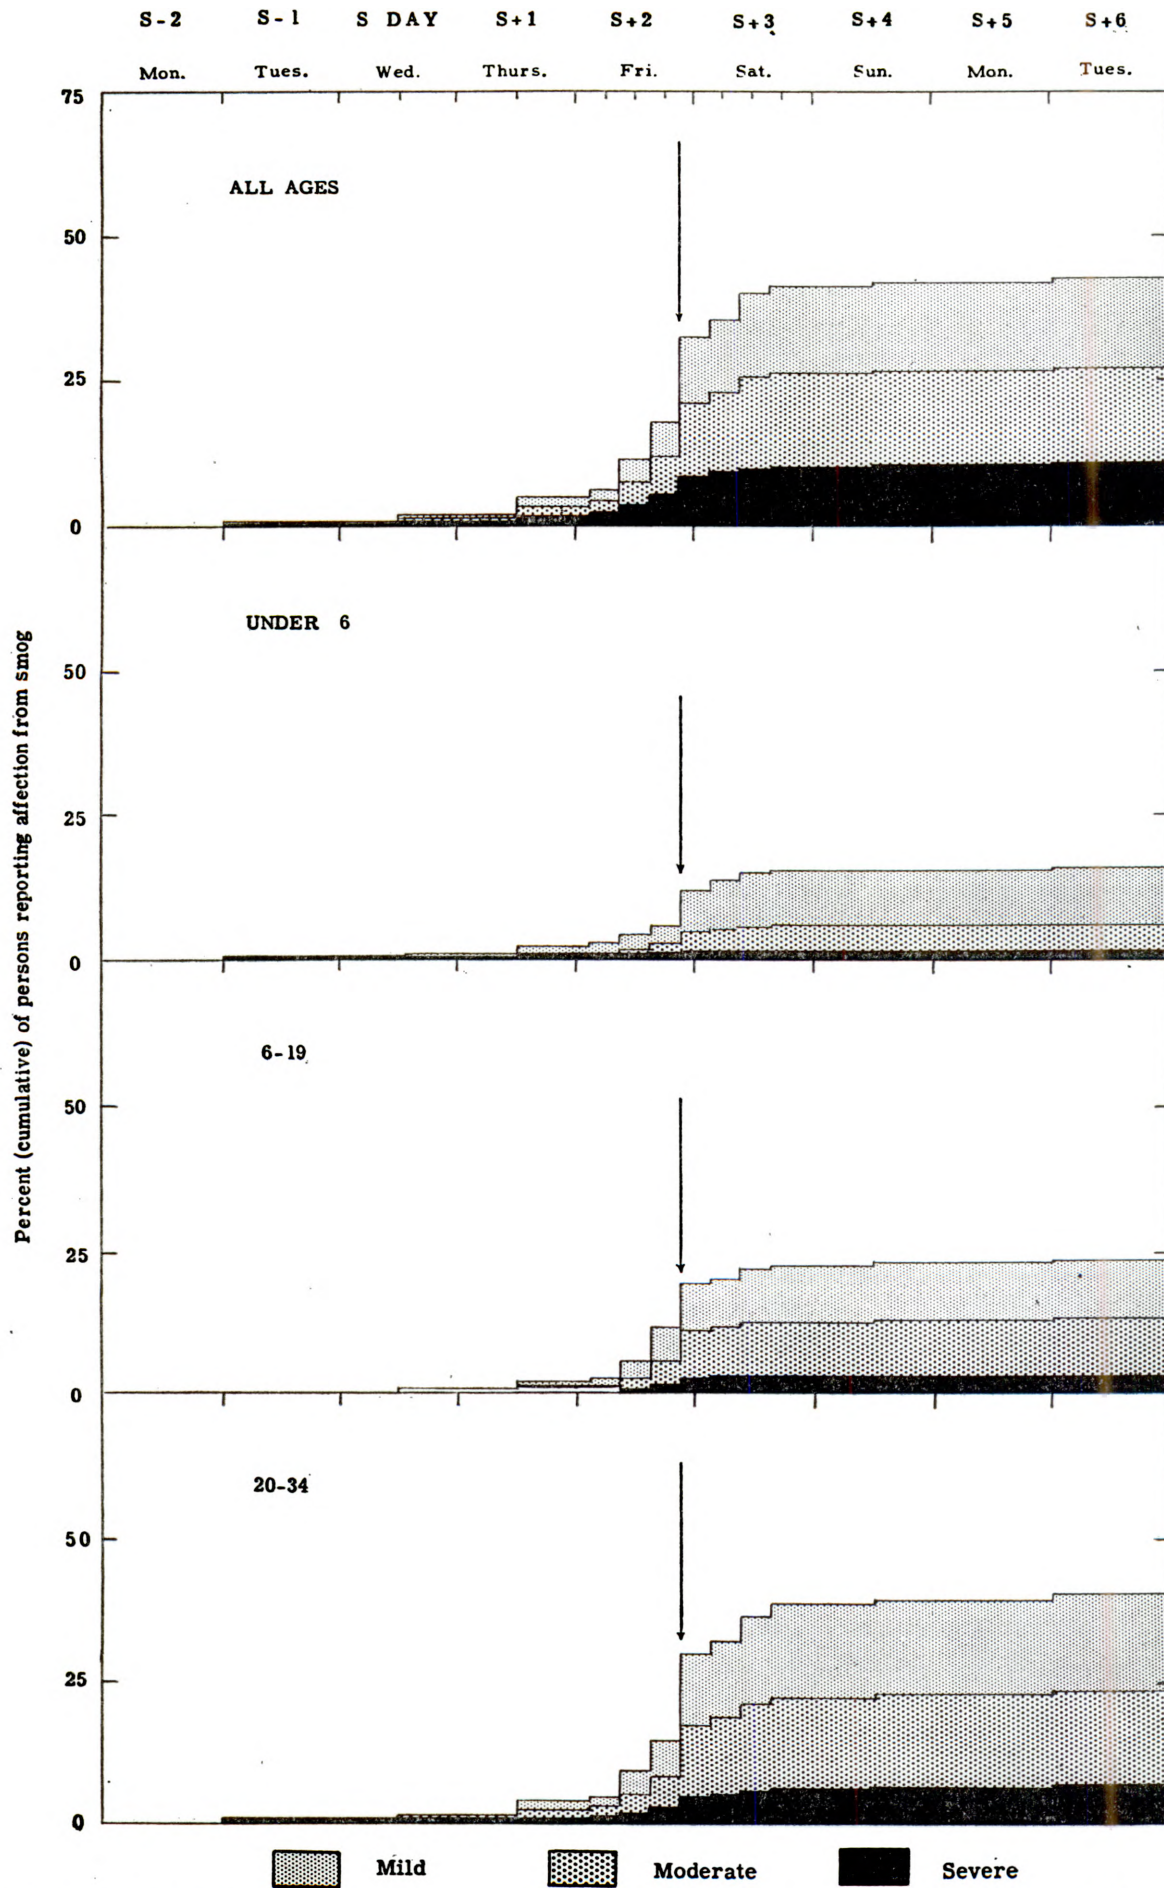 S-2 S-1 S DAY S+1 S+2 S+3 S+4 S+5 S+6
Mon. Tues. Wed. Thurs. Fri. Sat. Sun. Mon. Tues.
75
ALL AGES
50
25
0
UNDER 6
50
25
0
Percent (cumulative) of persons reporting affection from smog
6-19
50
25
0
20-34
50
25
0
Mild Moderate Severe